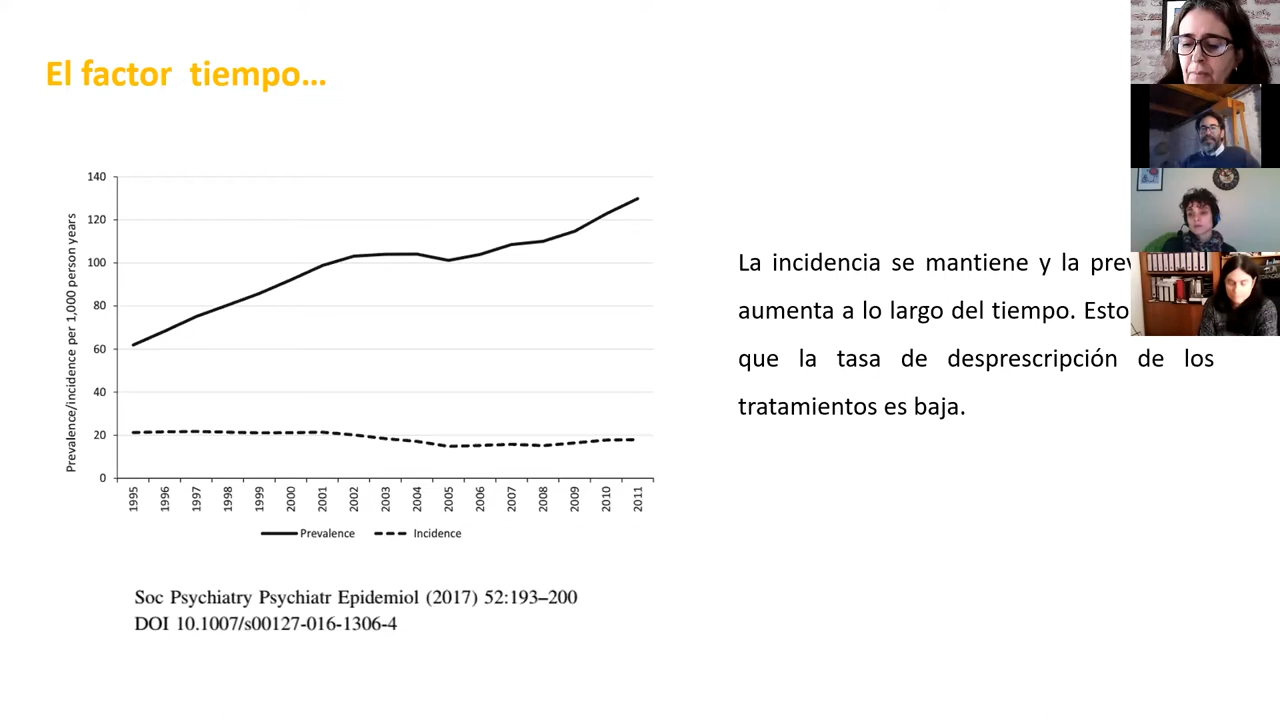 El factor tiempo…
Prevalence/incidence per 1,000 person years
140
120
100
80
60
40
20
0
1995 1996 1997 1998 1999 2000 2001 2002 2003 2004 2005 2006 2007 2008 2009 2010 2011
Prevalence Incidence
La incidencia se mantiene y la
aumenta a lo largo del tiempo. Esto
que la tasa de desprescripción de los
tratamientos es baja.
Soc Psychiatry Psychiatr Epidemiol (2017) 52:193–200
DOI 10.1007/s00127-016-1306-4